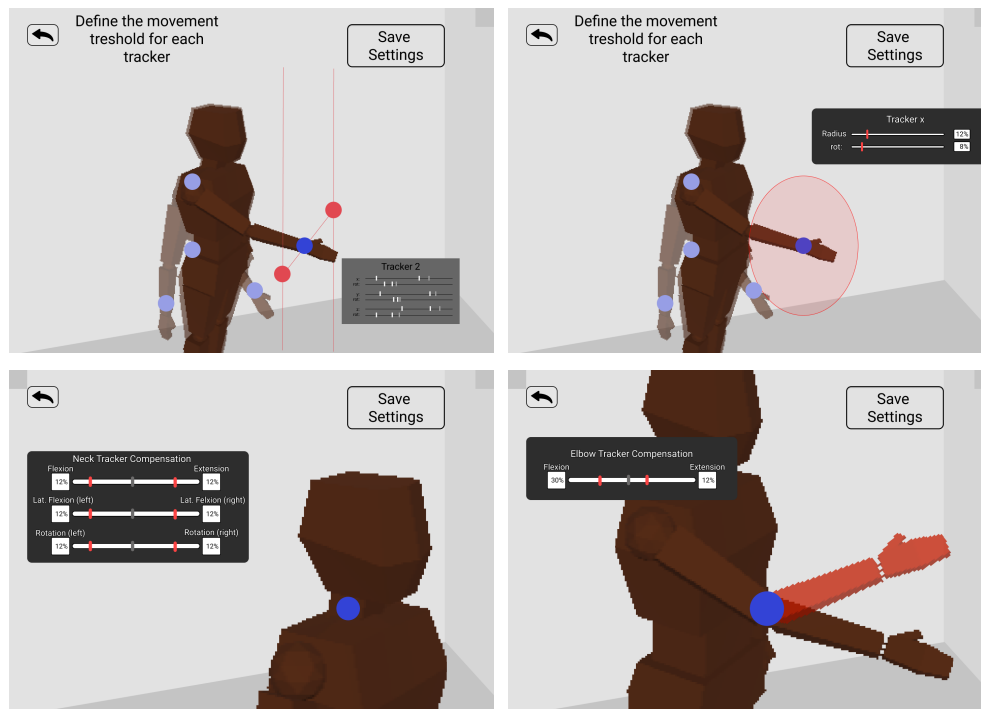 Define the movement
treshold for each
tracker
Save
Settings
Tracker 2
x
rot:
y
rot:
rot:
Define the movement
treshold for each
tracker
Save
Settings
Tracker x
Radius
12%
rot:
8%
Save
Settings
Neck Tracker Compensation
Flexion
Extension
12%
12%
Lat. Flexion (left)
Lat. Felxion (right)
12%
12%
Rotation (left)
Rotation (right)
12%
12%
Save
Settings
Elbow Tracker Compensation
Flexion
Extension
30%
12%